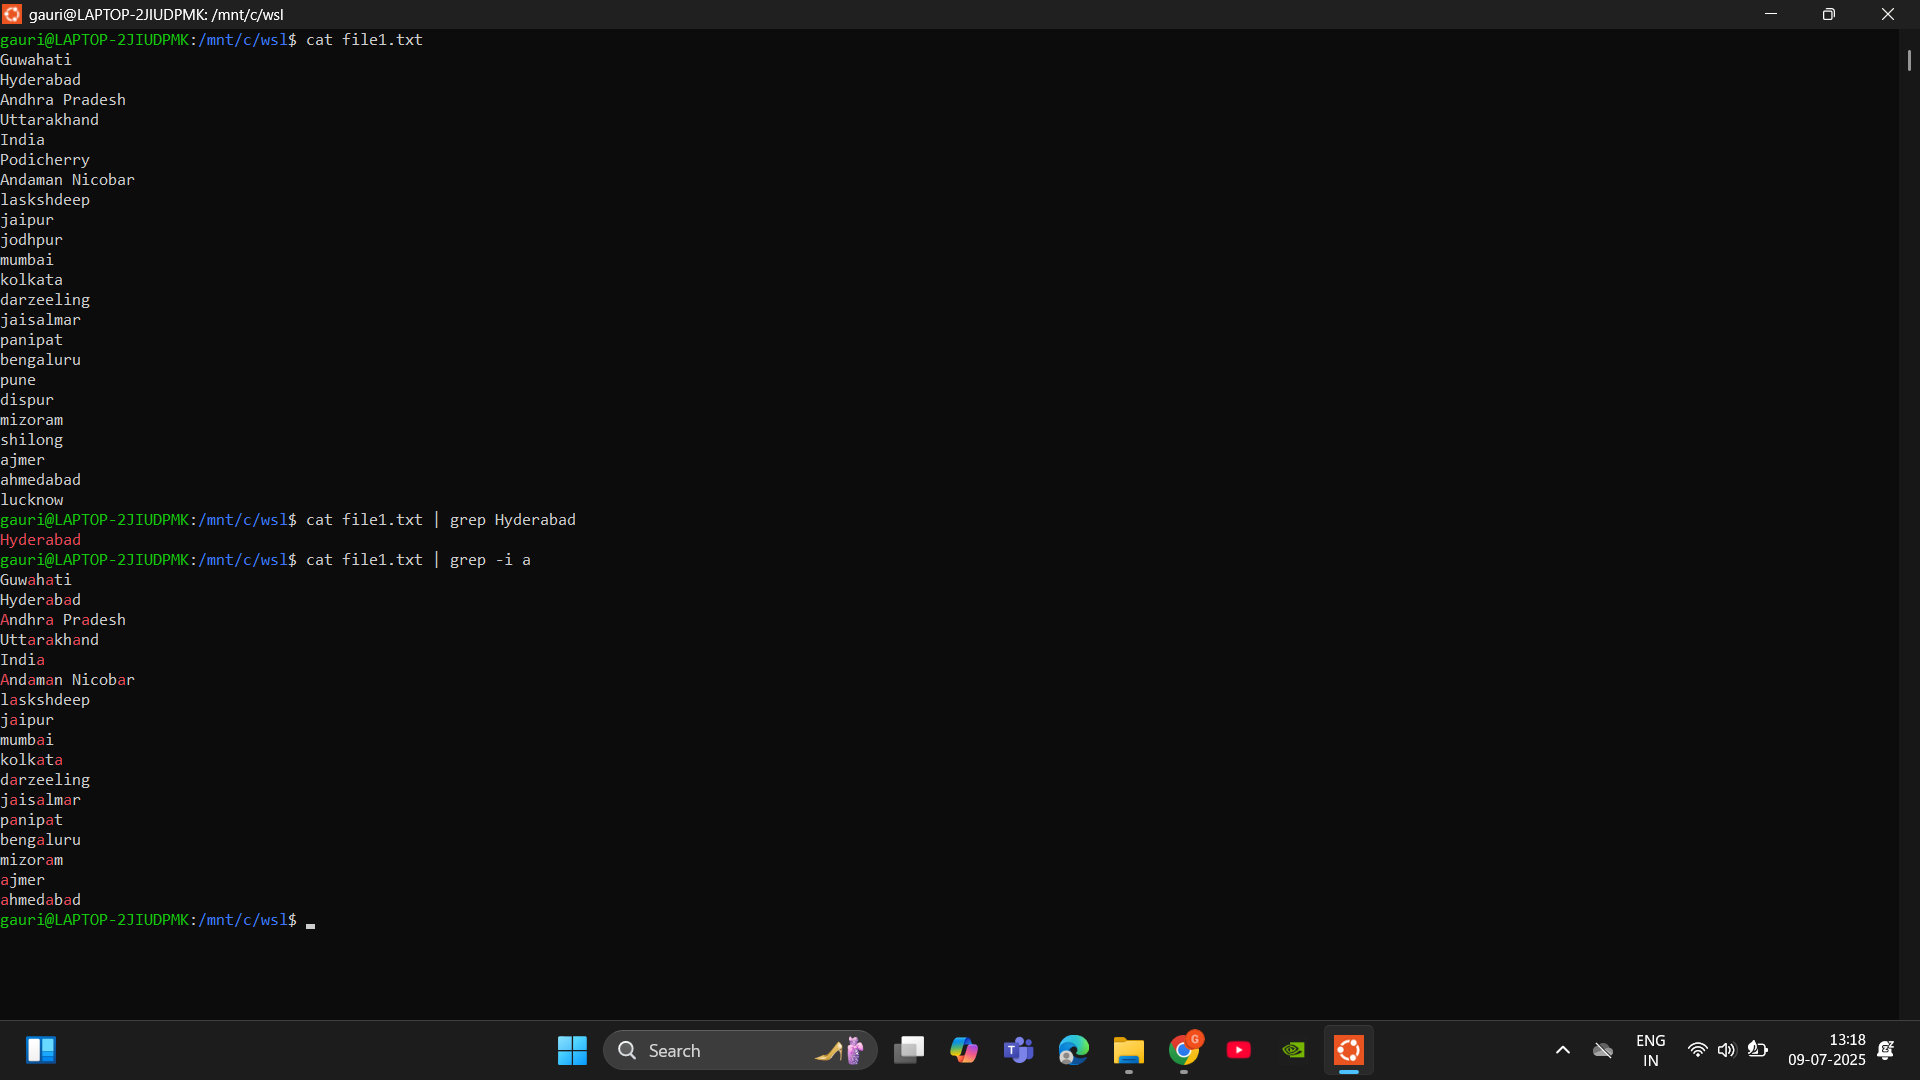 gauri@LAPTOP-2JIUDPMK: /mnt/c/wsl
gauri@LAPTOP-2JIUDPMK:/mnt/c/wsl$ cat file1.txt
Guwahati
Hyderabad
Andhra Pradesh
Uttarakhand
India
Podicherry
Andaman Nicobar
laskshdeep
jaipur
jodhpur
mumbai
kolkata
darzeeling
jaisalmar
panipat
bengaluru
pune
dispur
mizoram
shilong
ajmer
ahmedabad
lucknow
gauri@LAPTOP-2JIUDPMK:/mnt/c/wsl$ cat file1.txt | grep Hyderabad
Hyderabad
gauri@LAPTOP-2JIUDPMK:/mnt/c/wsl$ cat file1.txt | grep -i a
Guwahati
Hyderabad
Andhra Pradesh
Uttarakhand
India
Andaman Nicobar
laskshdeep
jaipur
mumbai
kolkata
darzeeling
jaisalmar
panipat
bengaluru
mizoram
ajmer
ahmedabad
gauri@LAPTOP-2JIUDPMK:/mnt/c/wsl$
Search
G
T
ENG
IN
13:18
09-07-2025